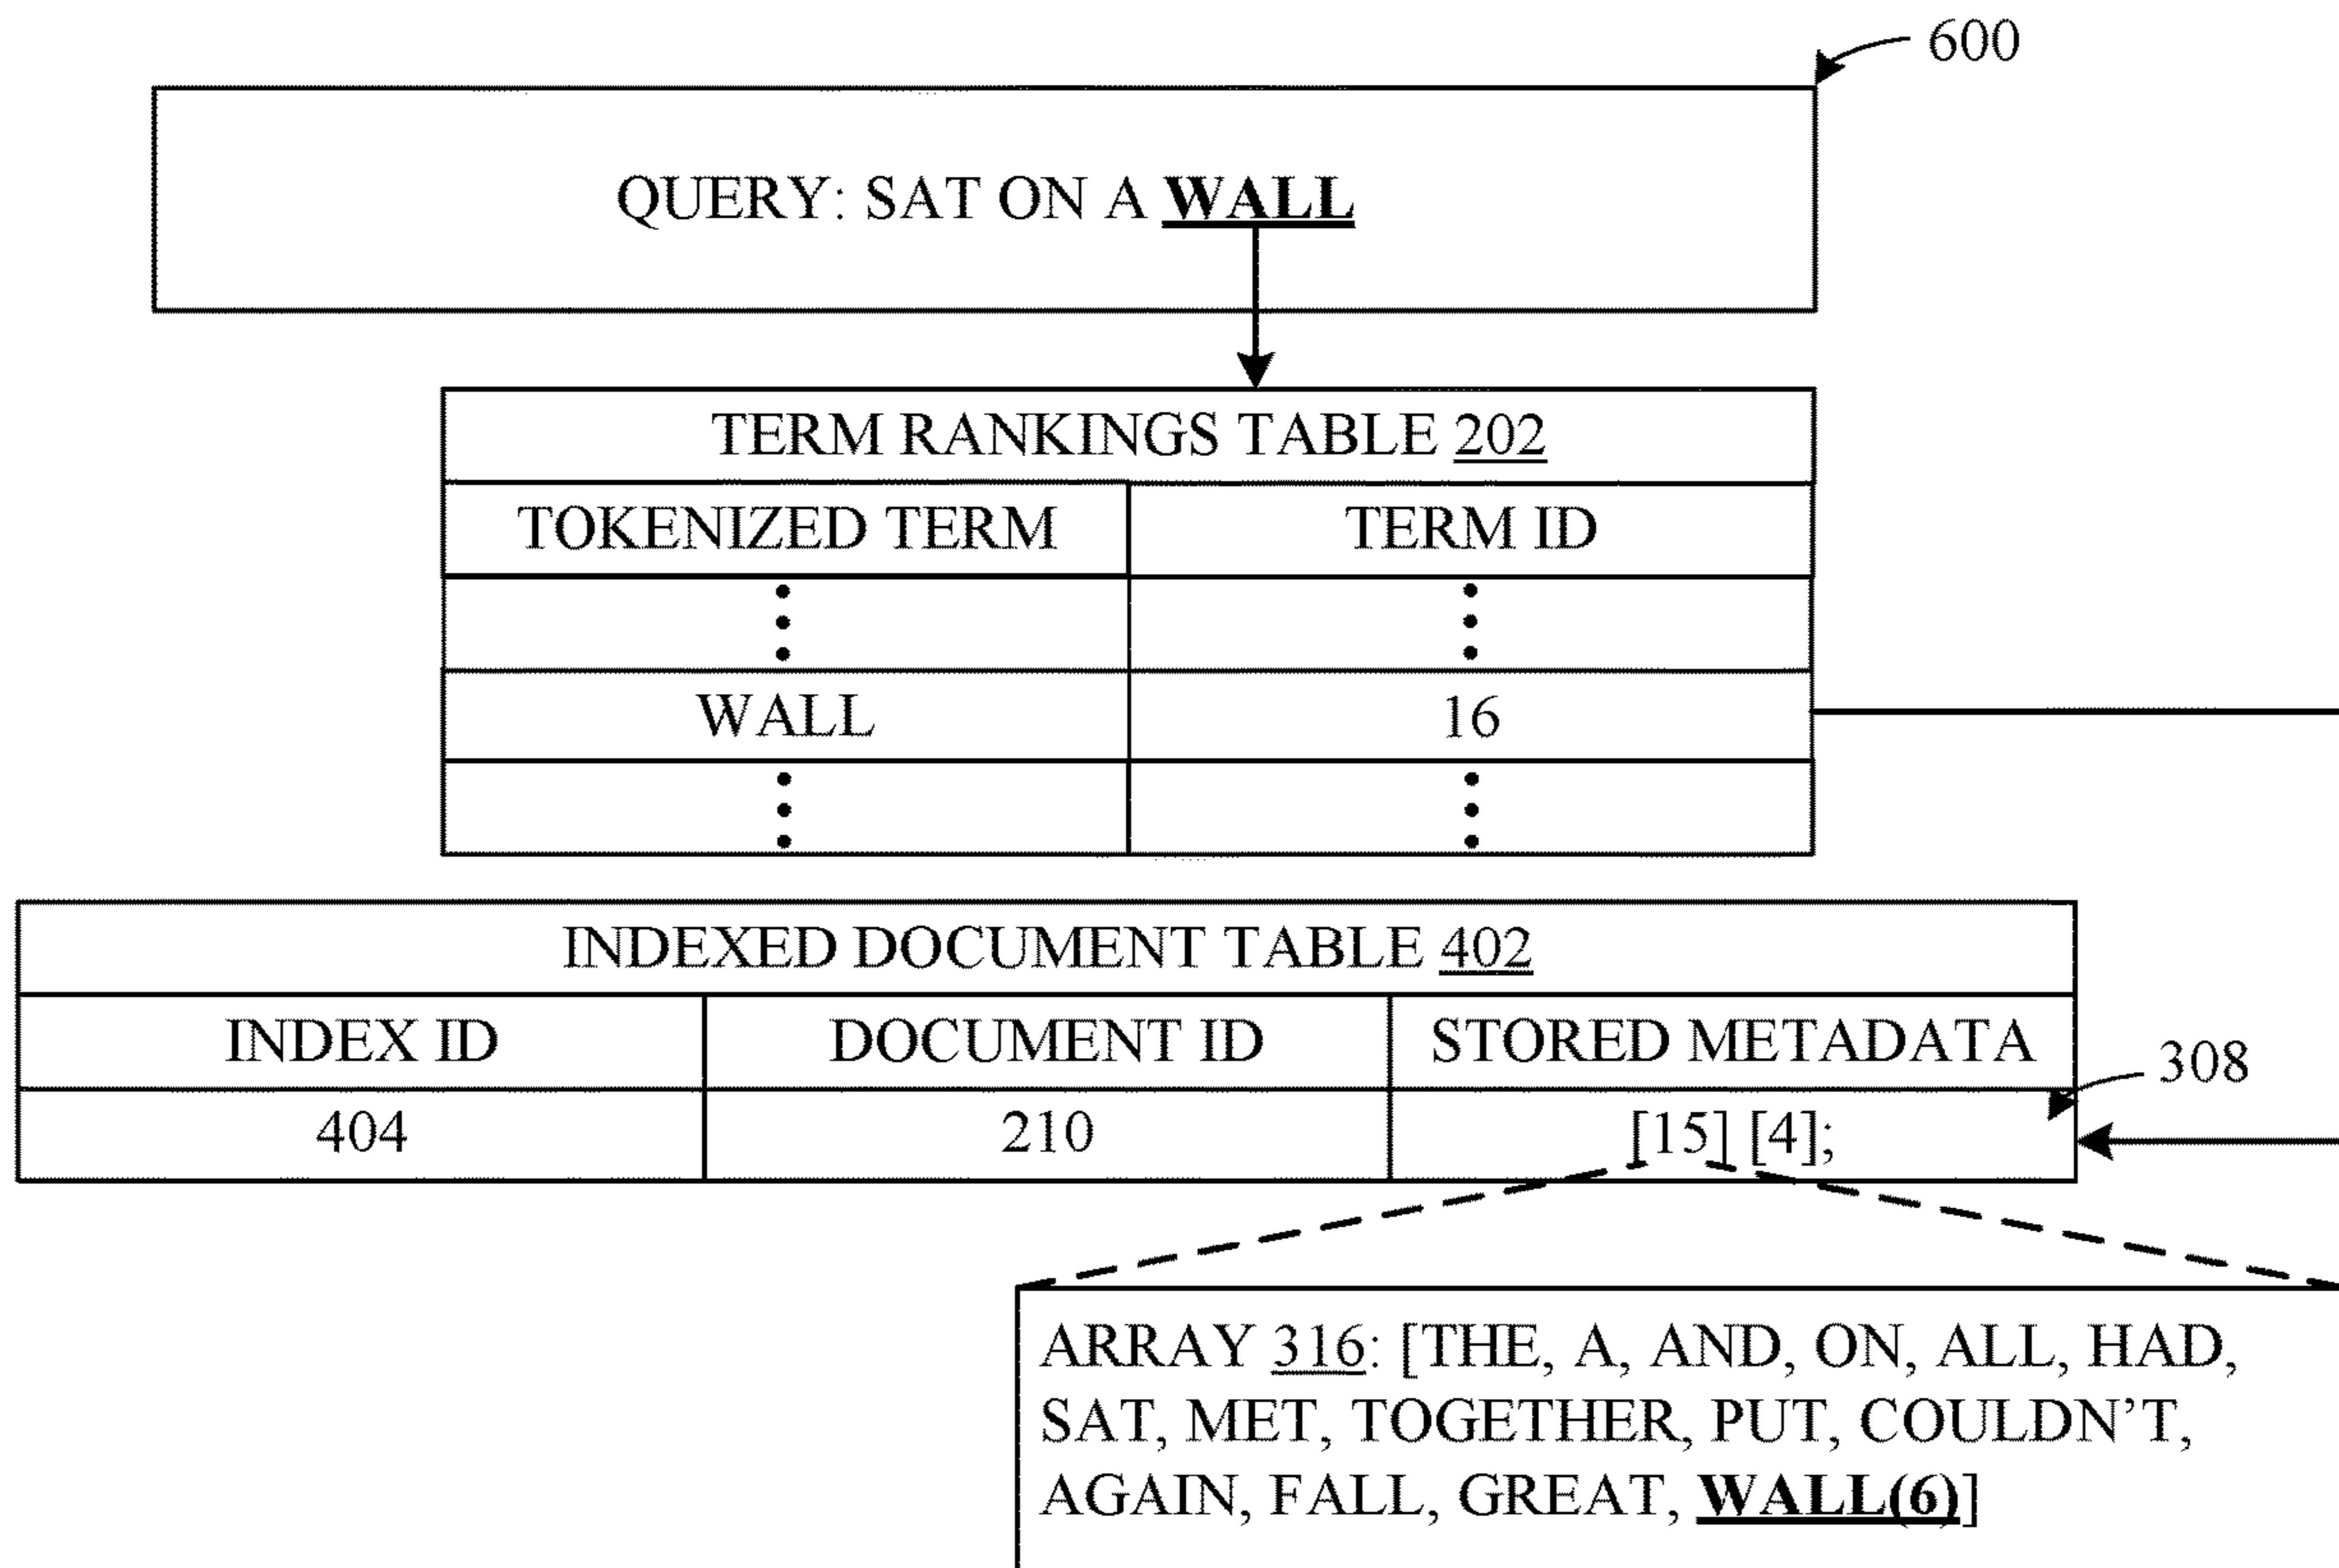 600
QUERY: SAT ON A WALL
TERM RANKINGS TABLE 202
TOKENIZED TERM TERM ID
WALL 16
INDEXED DOCUMENT TABLE 402
INDEX ID DOCUMENT ID STORED METADATA
308
404 210 [15] [4];
ARRAY 316: [THE, A, AND, ON, ALL, HAD,
SAT, MET, TOGETHER, PUT, COULDN'T,
AGAIN, FALL, GREAT, WALL(6)]